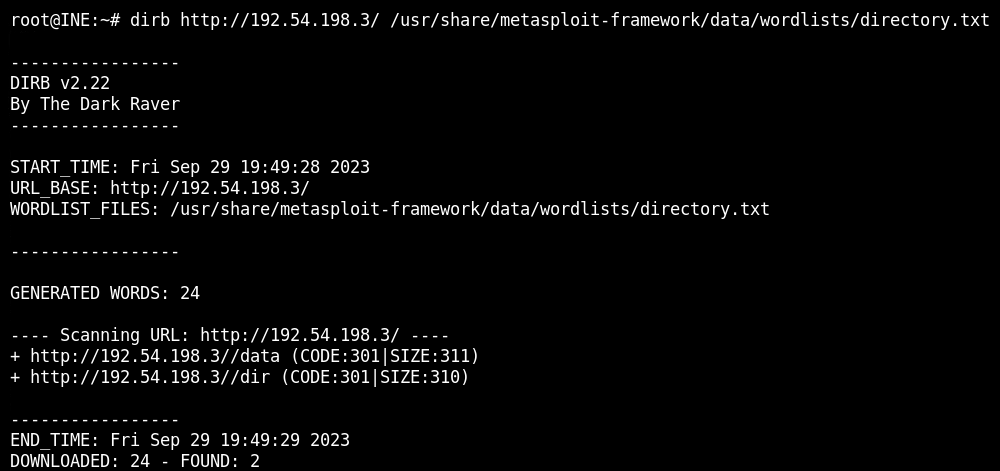 root@INE:~# dirb http://192.54.198.3/ /usr/share/metasploit-framework/data/wordlists/directory.txt
-----------------
DIRB v2.22
By The Dark Raver
-----------------
START_TIME: Fri Sep 29 19:49:28 2023
URL_BASE: http://192.54.198.3/
WORDLIST_FILES: /usr/share/metasploit-framework/data/wordlists/directory.txt
-----------------
GENERATED WORDS: 24
---- Scanning URL: http://192.54.198.3/ ----
+ http://192.54.198.3//data (CODE:301|SIZE:311)
+ http://192.54.198.3//dir (CODE:301|SIZE:310)
-----------------
END_TIME: Fri Sep 29 19:49:29 2023
DOWNLOADED: 24 - FOUND: 2